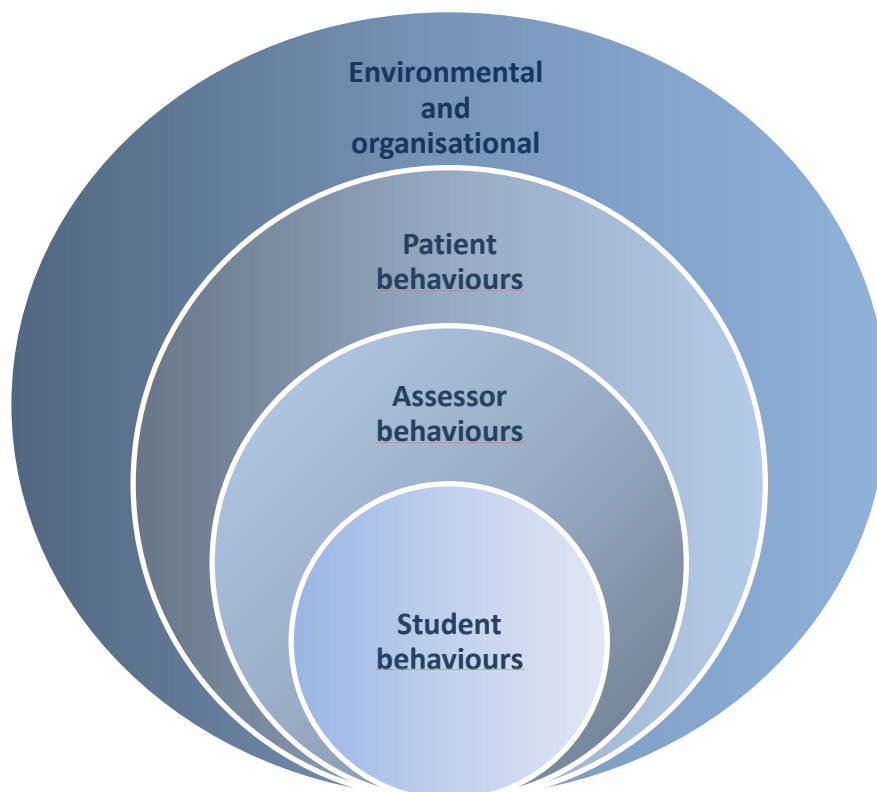 Environmental
and
organisational
Patient
behaviours
Assessor
behaviours
Student
behaviours